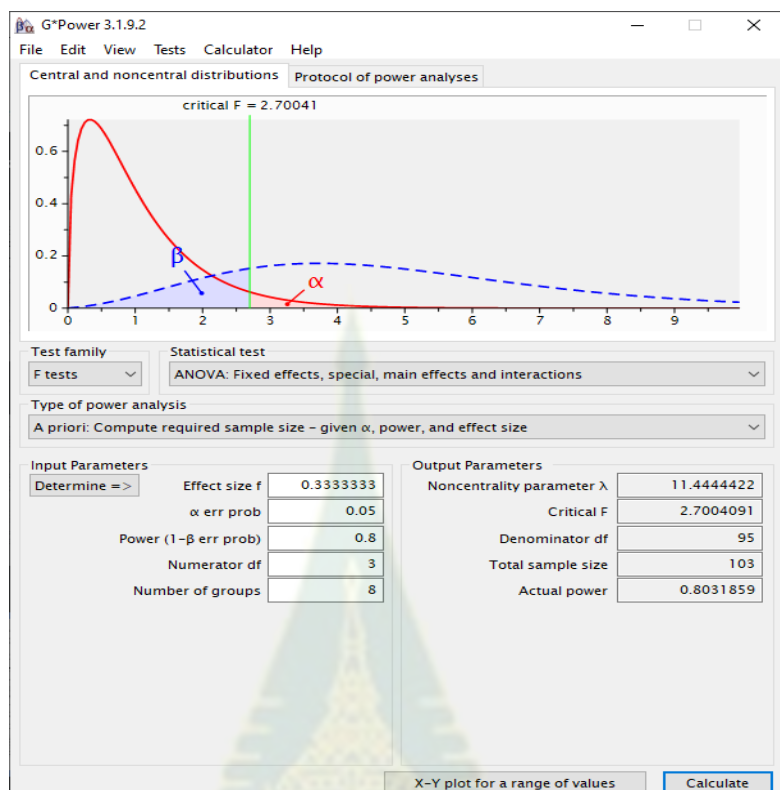 G*Power 3.1.9.2
File Edit View Tests Calculator Help
Central and noncentral distributions Protocol of power analyses
critical F = 2.70041
0.6
0.4
0.2
0
β
α
0 1 2 3 4 5 6 7 8 9
Test family Statistical test
F tests ANOVA: Fixed effects, special, main effects and interactions
Type of power analysis
A priori: Compute required sample size – given α, power, and effect size
Input Parameters Output Parameters
Determine => Effect size f 0.3333333 Noncentrality parameter λ 11.4444422
α err prob 0.05 Critical F 2.7004091
Power (1-β err prob) 0.8 Denominator df 95
Numerator df 3 Total sample size 103
Number of groups 8 Actual power 0.8031859
X-Y plot for a range of values Calculate